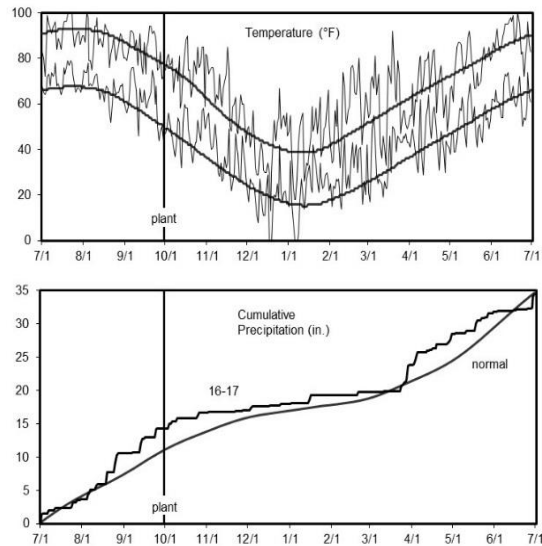 100
80
60
40
20
0
Temperature (°F)
plant
7/1 8/1 9/1 10/1 11/1 12/1 1/1 2/1 3/1 4/1 5/1 6/1 7/1
35
30
25
20
15
10
5
0
Cumulative
Precipitation (in.)
normal
16-17
plant
7/1 8/1 9/1 10/1 11/1 12/1 1/1 2/1 3/1 4/1 5/1 6/1 7/1